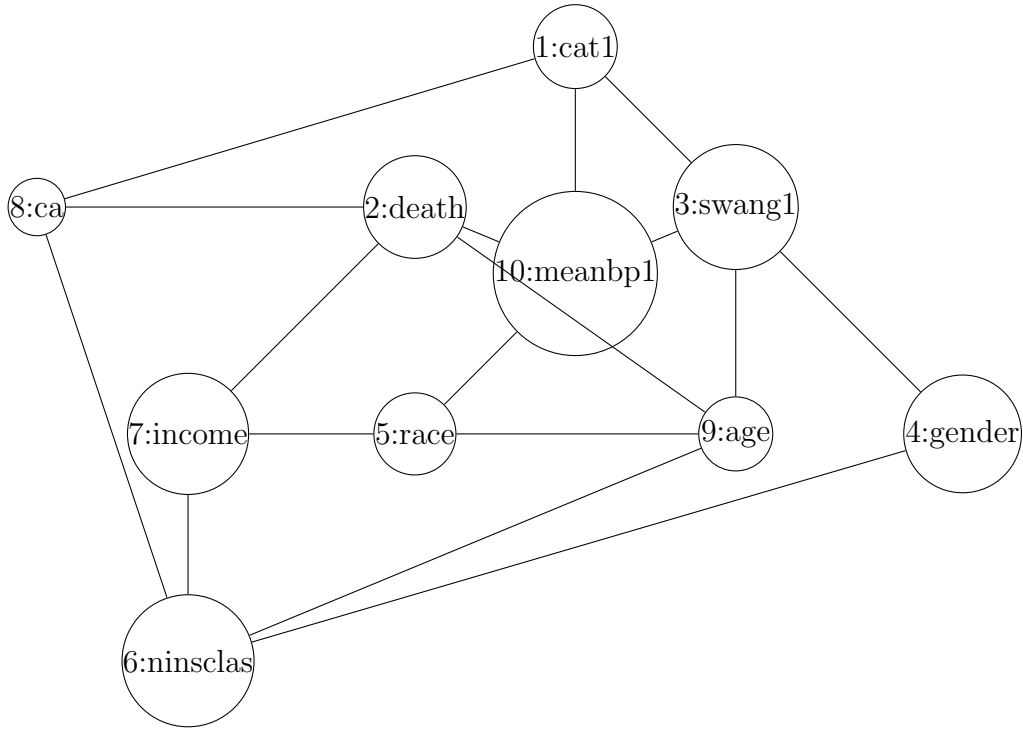 1:cat1
8:ca
2:death
3:swang1
10:meanbp1
7:income
5:race
9:age
4:gender
6:ninsclas